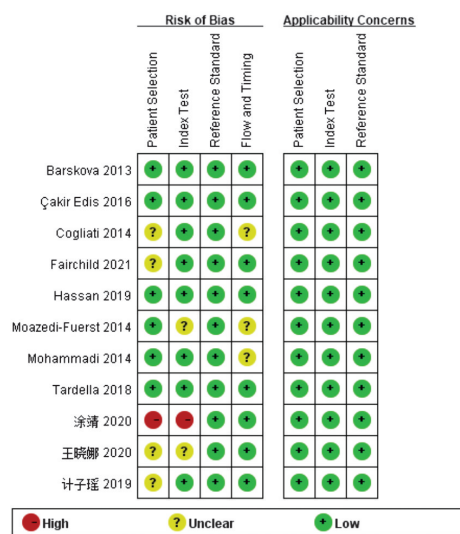 Risk of Bias
Applicability Concerns
Patient Selection
Index Test
Reference Standard
Flow and Timing
Patient Selection
Index Test
Reference Standard
Barskova 2013 + + + + + + +
Çakir Edis 2016 + + + + + + +
Cogliati 2014 ? + + ? + + +
Fairchild 2021 ? + + + + + +
Hassan 2019 + + + + + + +
Moazedi-Fuerst 2014 + ? + ? + + +
Mohammadi 2014 + + + ? + + +
Tardella 2018 + + + + + + +
涂靖 2020 - - + + + + +
王晓娜 2020 ? ? + + + + +
计子瑶 2019 ? + + + + + +
- High ? Unclear + Low